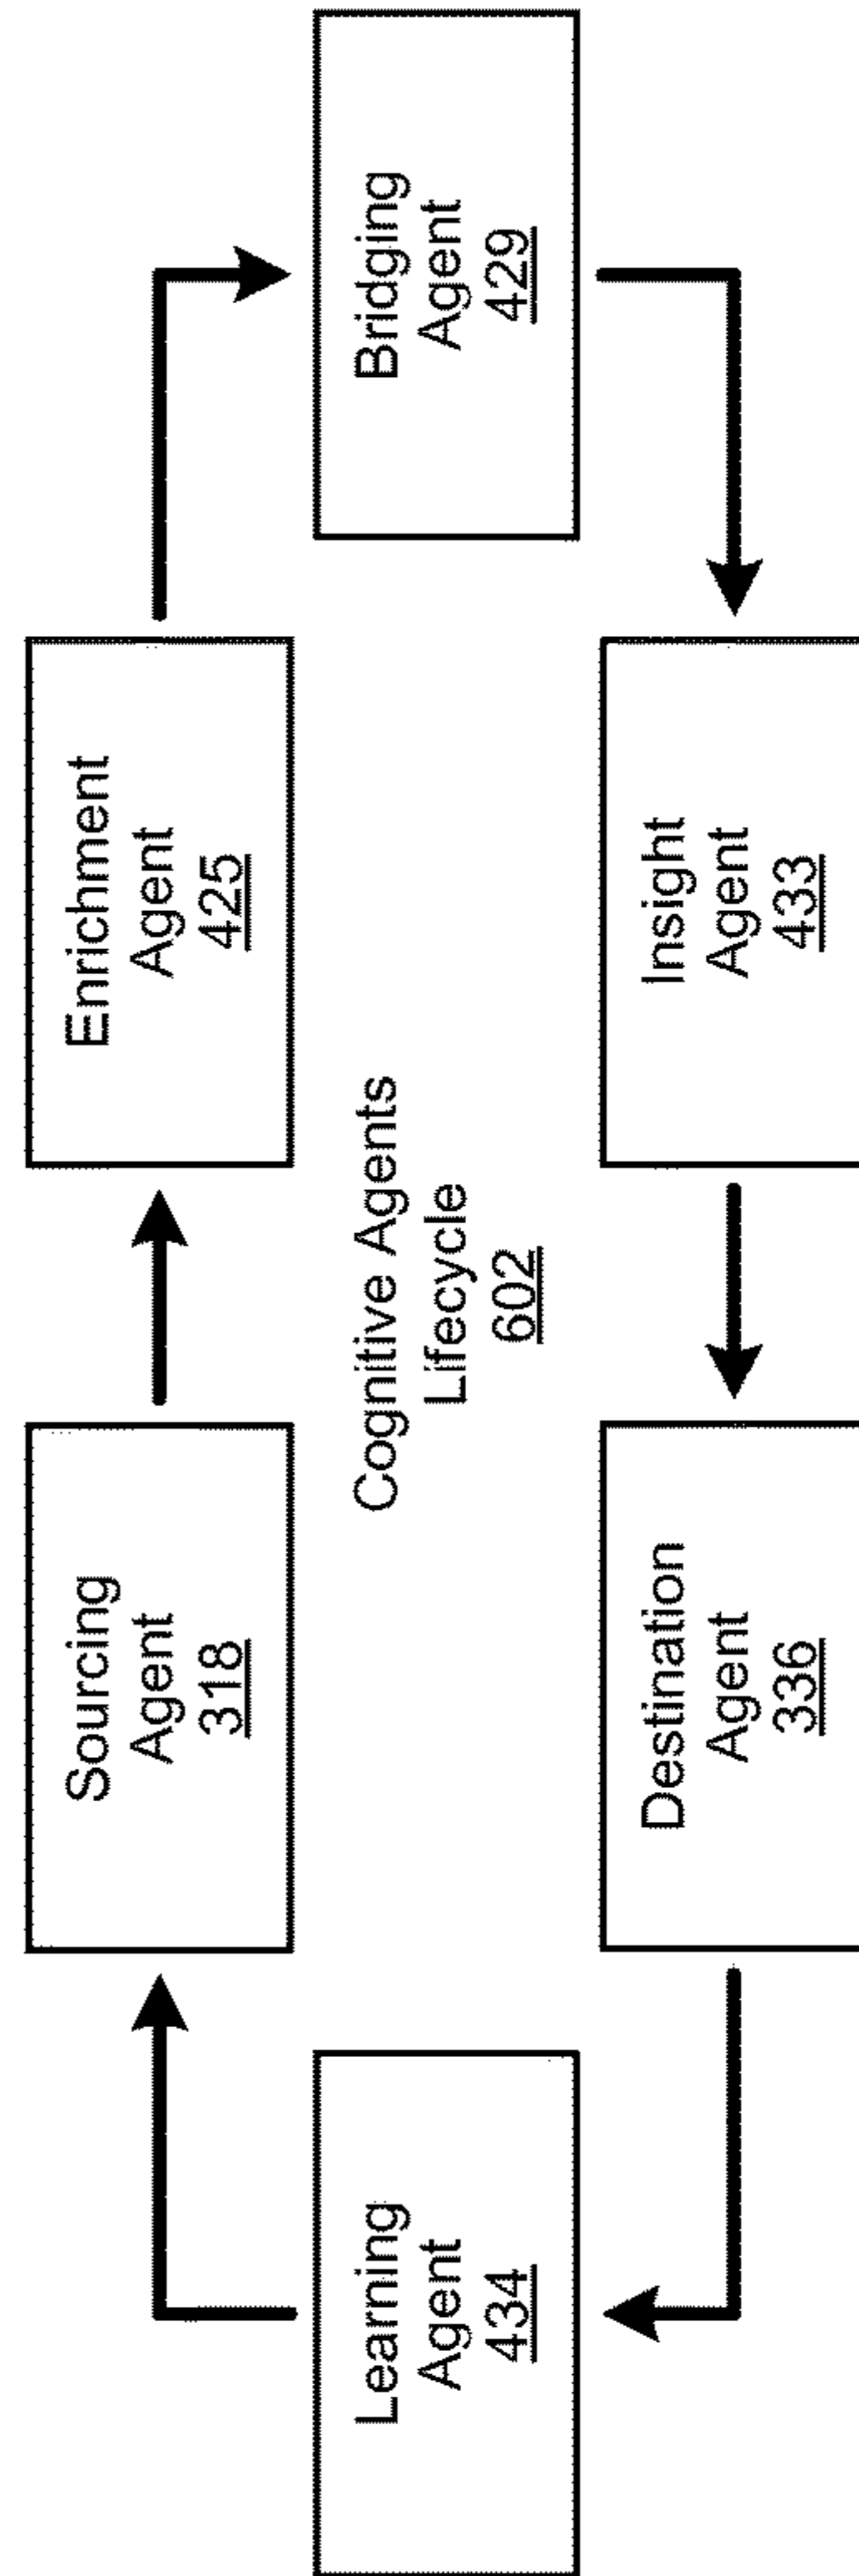 Sourcing
Agent
318
Enrichment
Agent
425
Learning
Agent
434
Cognitive Agents
Lifecycle
602
Bridging
Agent
429
Destination
Agent
336
Insight
Agent
433